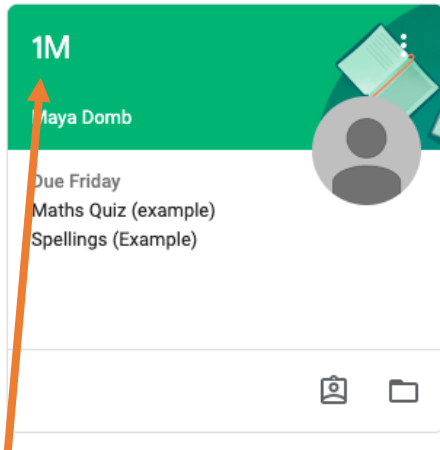 1M
Maya Domb
Due Friday
Maths Quiz (example)
Spellings (Example)